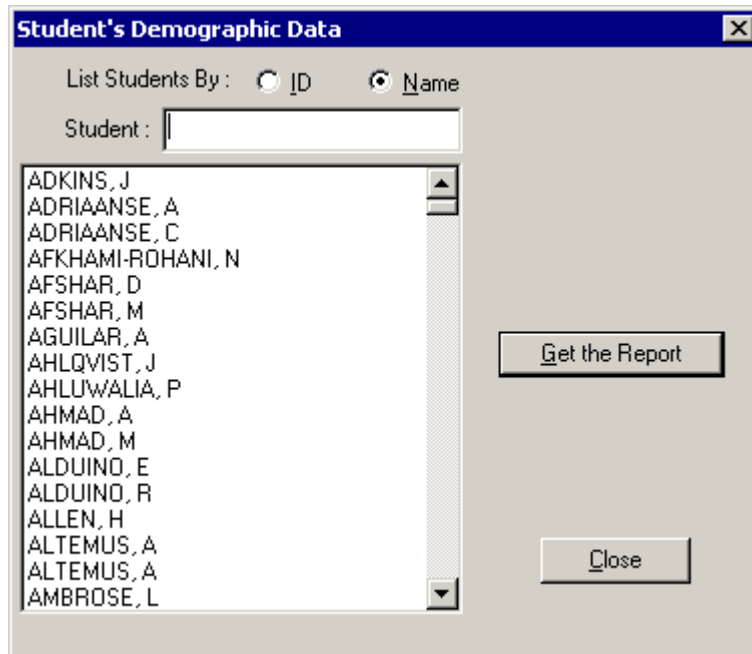 Student's Demographic Data
List Students By : ID Name
Student :
ADKINS, J
ADRIAANSE, A
ADRIAANSE, C
AFKHAMI-ROHANI, N
AFSHAR, D
AFSHAR, M
AGUILAR, A
AHLQVIST, J
AHLUWALIA, P
AHMAD, A
AHMAD, M
ALDUINO, E
ALDUINO, R
ALLEN, H
ALTEMUS, A
ALTEMUS, A
AMBROSE, L
Get the Report
Close